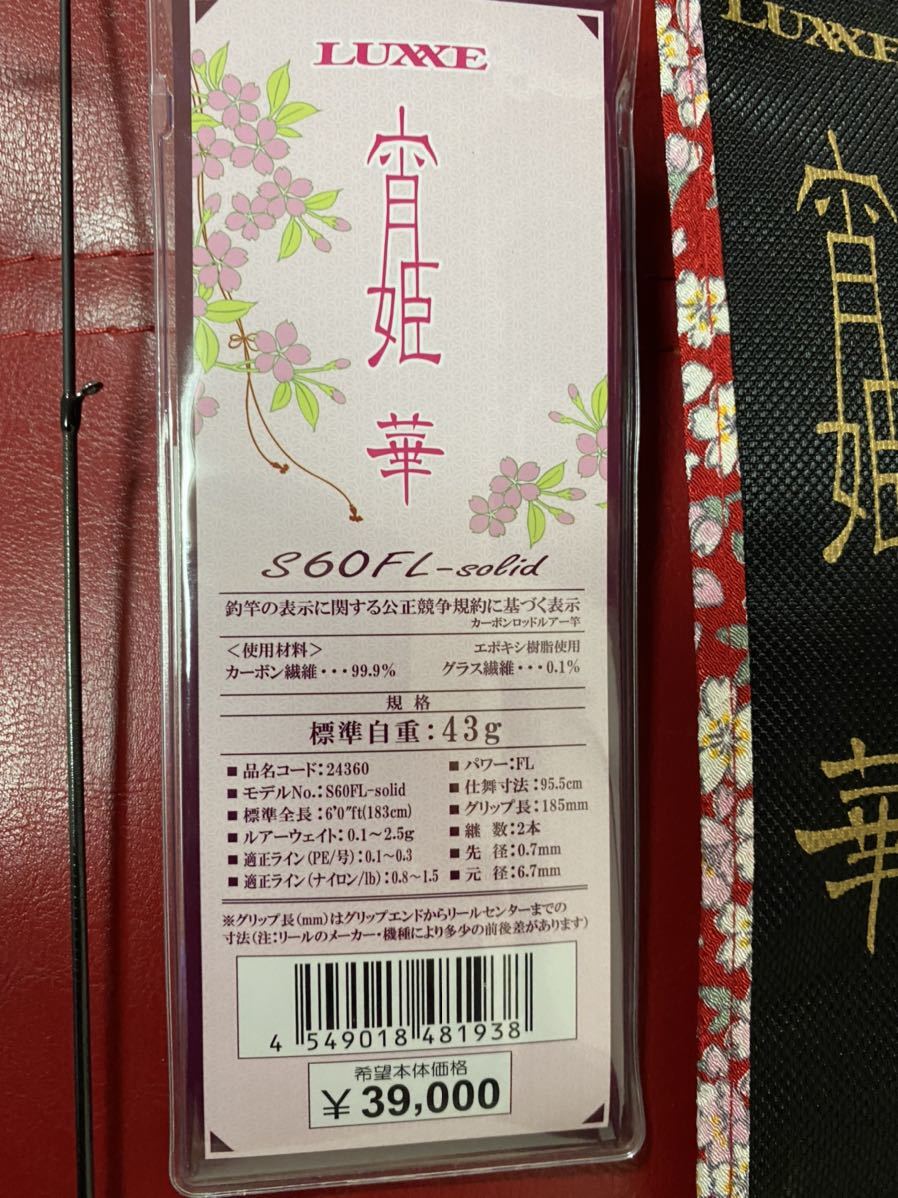 LUXXE
宵姫
華
S60FL-solid
釣竿の表示に関する公正競争規約に基づく表示
カーボンロッドルアー竿
＜使用材料＞ エポキシ樹脂使用
カーボン繊維・・・99.9% グラス繊維・・・0.1%
規格
標準自重：43g
■ 品名コード：24360
■ モデルNo.：S60FL-solid
■ 標準全長：6'0"ft(183cm)
■ ルアーウェイト：0.1～2.5g
■ 適正ライン(PE/号)：0.1～0.3
■ 適正ライン(ナイロン/lb)：0.8～1.5
■ パワー：FL
■ 仕舞寸法：95.5cm
■ グリップ長：185mm
■ 継 数：2本
■ 先 径：0.7mm
■ 元 径：6.7mm
※グリップ長(mm)はグリップエンドからリールセンターまでの
寸法(注：リールのメーカー・機種により多少の前後差があります)
4 549018 481938
希望本体価格
¥ 39,000
LUXXE
宵姫
華